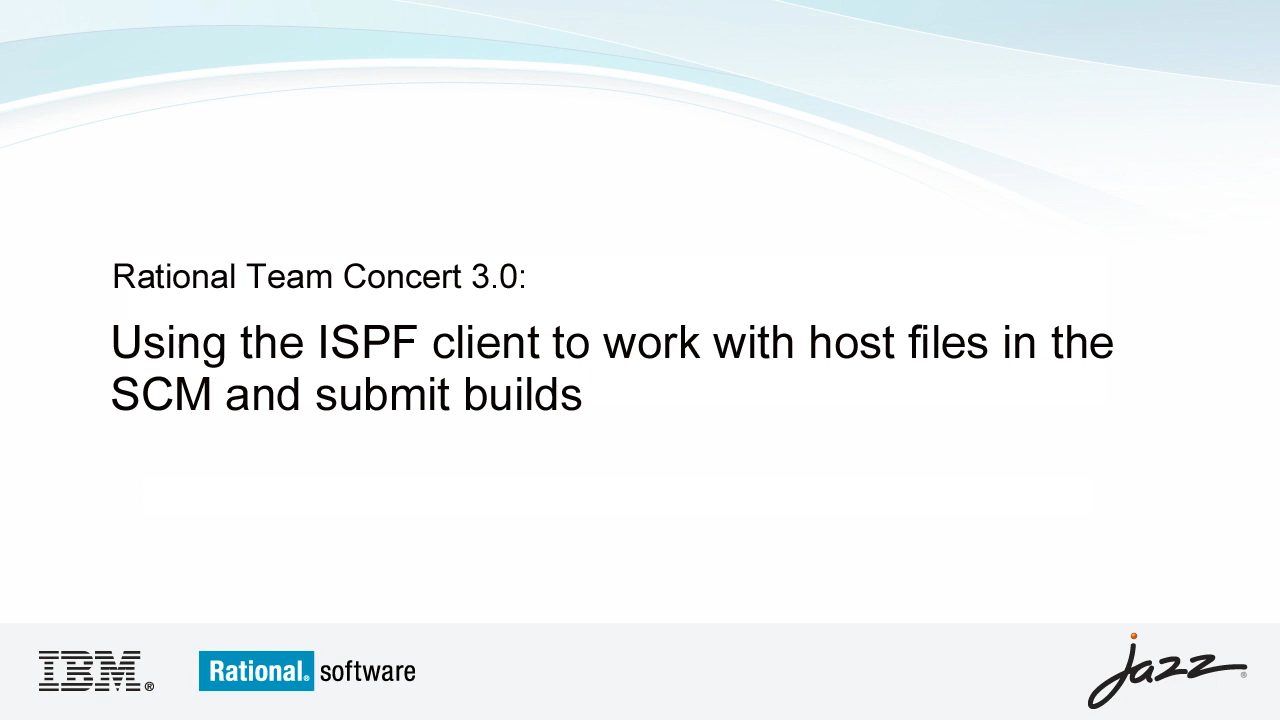 Rational Team Concert 3.0:
Using the ISPF client to work with host files in the
SCM and submit builds
IBM® Rational® software jazz®